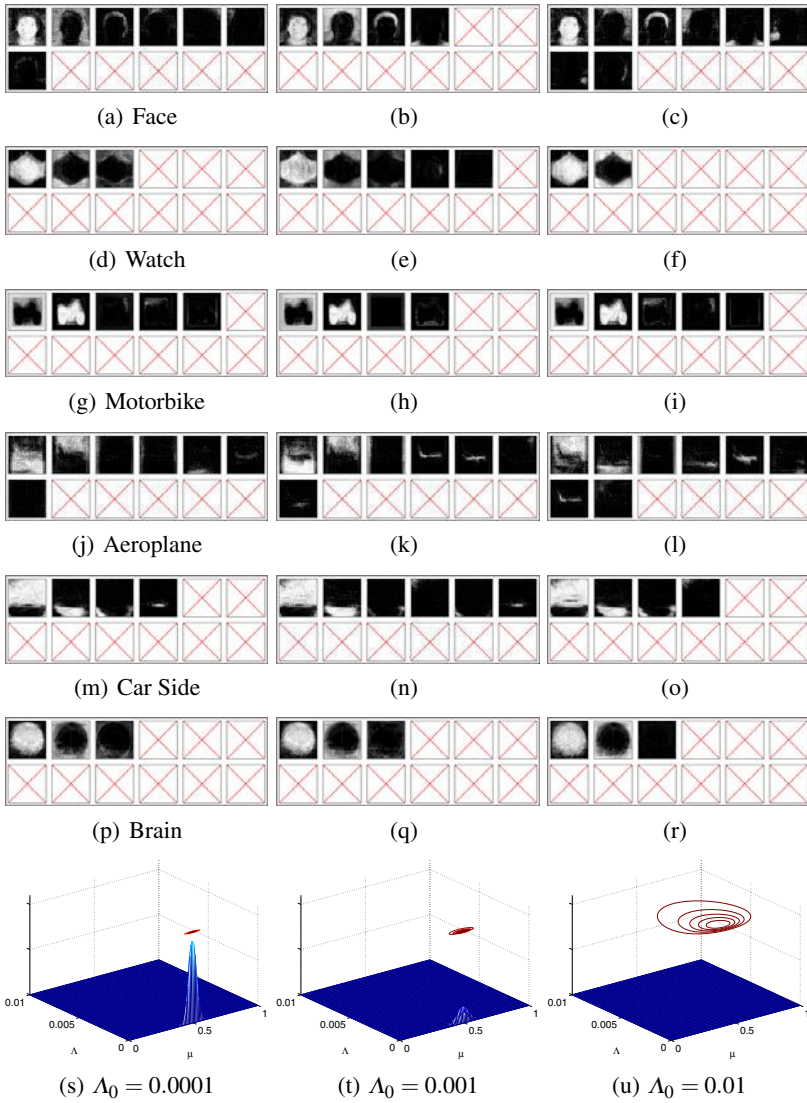 (a) Face (b) (c)
(d) Watch (e) (f)
(g) Motorbike (h) (i)
(j) Aeroplane (k) (l)
(m) Car Side (n) (o)
(p) Brain (q) (r)
0.01 0.005 0 Λ 0 0.5 1 μ
0.01 0.005 0 Λ 0 0.5 1 μ
0.01 0.005 0 Λ 0 0.5 1 μ
(s) Λ₀ = 0.0001 (t) Λ₀ = 0.001 (u) Λ₀ = 0.01